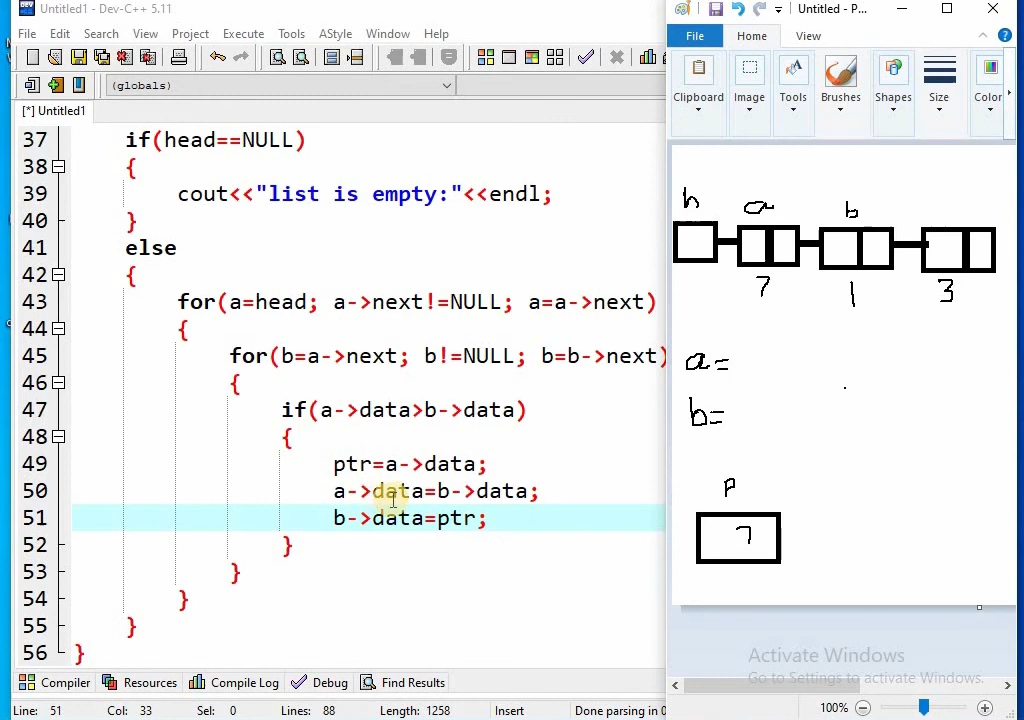 Untitled1 - Dev-C++ 5.11
File Edit Search View Project Execute Tools AStyle Window Help
(globals)
[*] Untitled1
37 if(head==NULL)
38 {
39 cout<<"list is empty:"<<endl;
40 }
41 else
42 {
43 for(a=head; a->next!=NULL; a=a->next)
44 {
45 for(b=a->next; b!=NULL; b=b->next)
46 {
47 if(a->data>b->data)
48 {
49 ptr=a->data;
50 a->data=b->data;
51 b->data=ptr;
52 }
53 }
54 }
55 }
56 }
Compiler Resources Compile Log Debug Find Results
Line: 51 Col: 33 Sel: 0 Lines: 88 Length: 1258 Insert Done parsing in 0
Untitled - P...
File Home View
Clipboard Image Tools Brushes Shapes Size Color
h a b
7 1 3
a=
b=
P
7
Activate Windows
Go to Settings to activate Windows.
100%